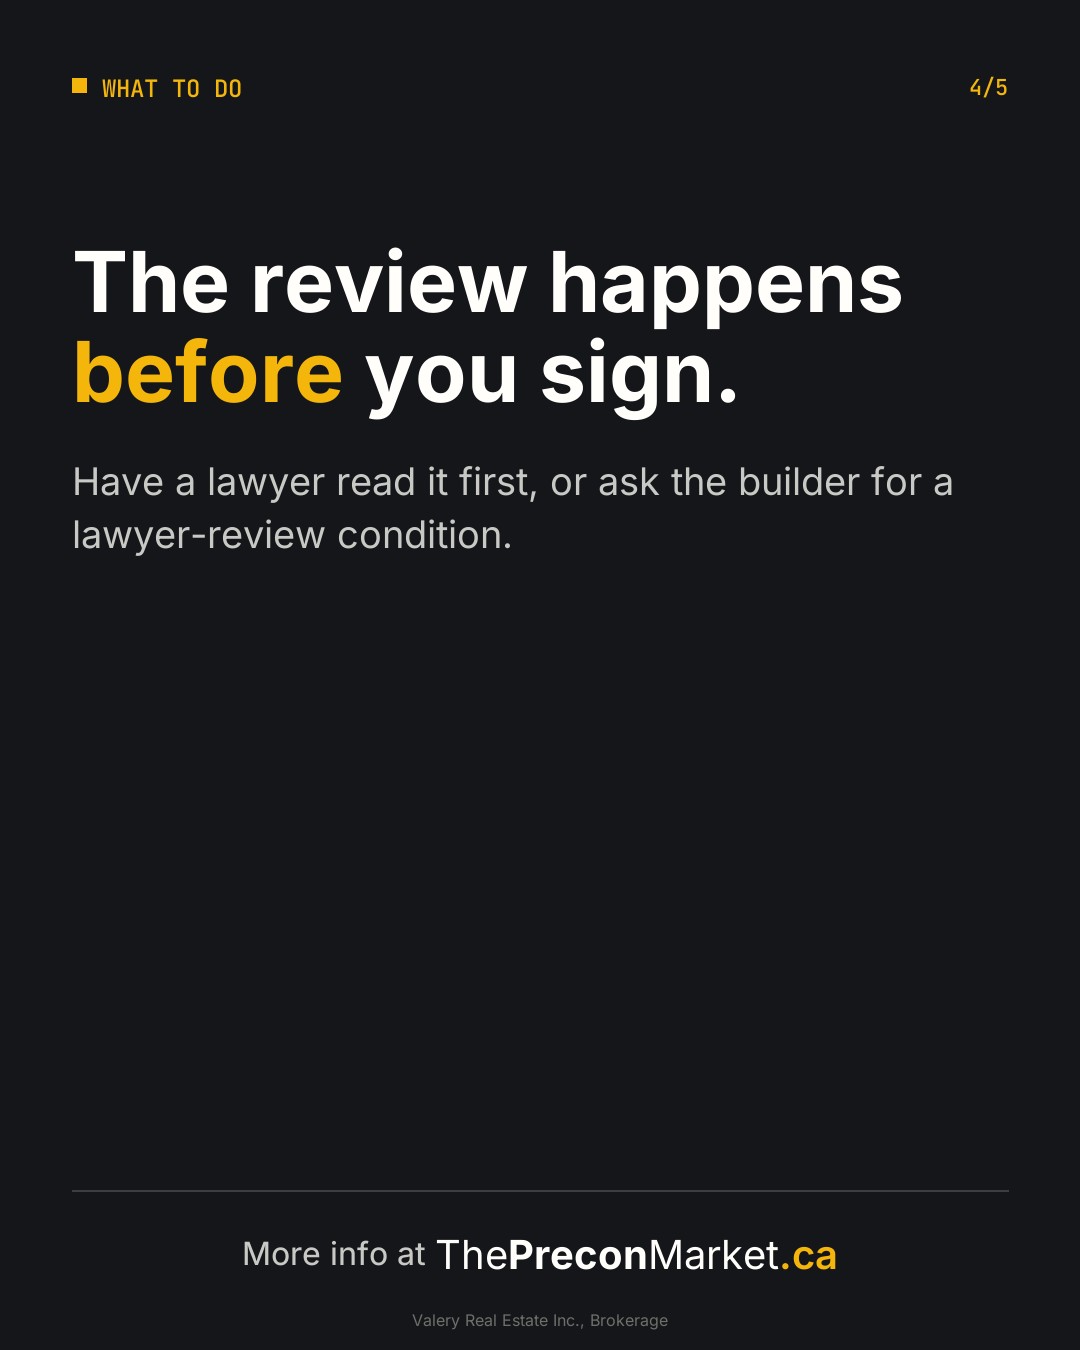 WHAT TO DO
4/5
The review happens
before you sign.
Have a lawyer read it first, or ask the builder for a
lawyer-review condition.
More info at ThePreconMarket.ca
Valery Real Estate Inc., Brokerage